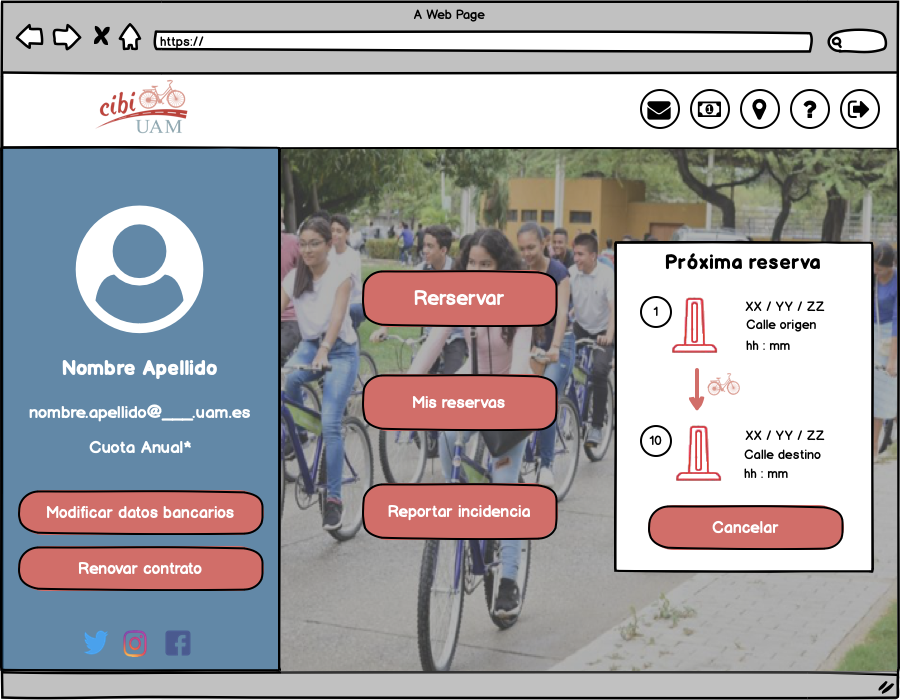 A Web Page
https://
cibi
UAM
?
Nombre Apellido
nombre.apellido@____.uam.es
Cuota Anual*
Modificar datos bancarios
Renovar contrato
Rerservar
Mis reservas
Reportar incidencia
Próxima reserva
1
XX / YY / ZZ
Calle origen
hh : mm
10
XX / YY / ZZ
Calle destino
hh : mm
Cancelar